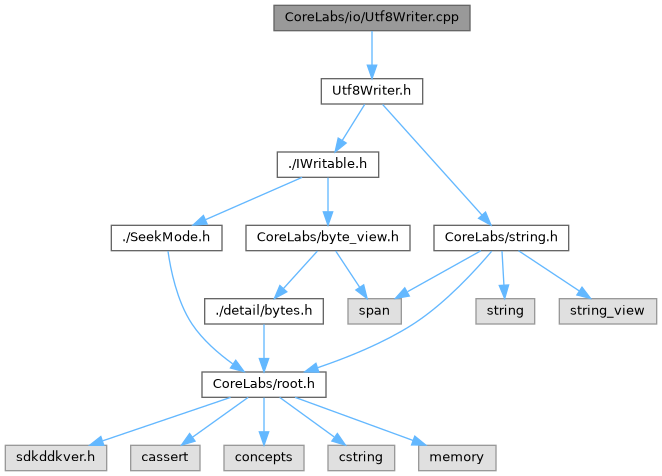 CoreLabs/io/Utf8Writer.cpp
Utf8Writer.h
./IWritable.h
./SeekMode.h
CoreLabs/byte_view.h
CoreLabs/string.h
./detail/bytes.h
span
string
string_view
CoreLabs/root.h
sdkddkver.h
cassert
concepts
cstring
memory